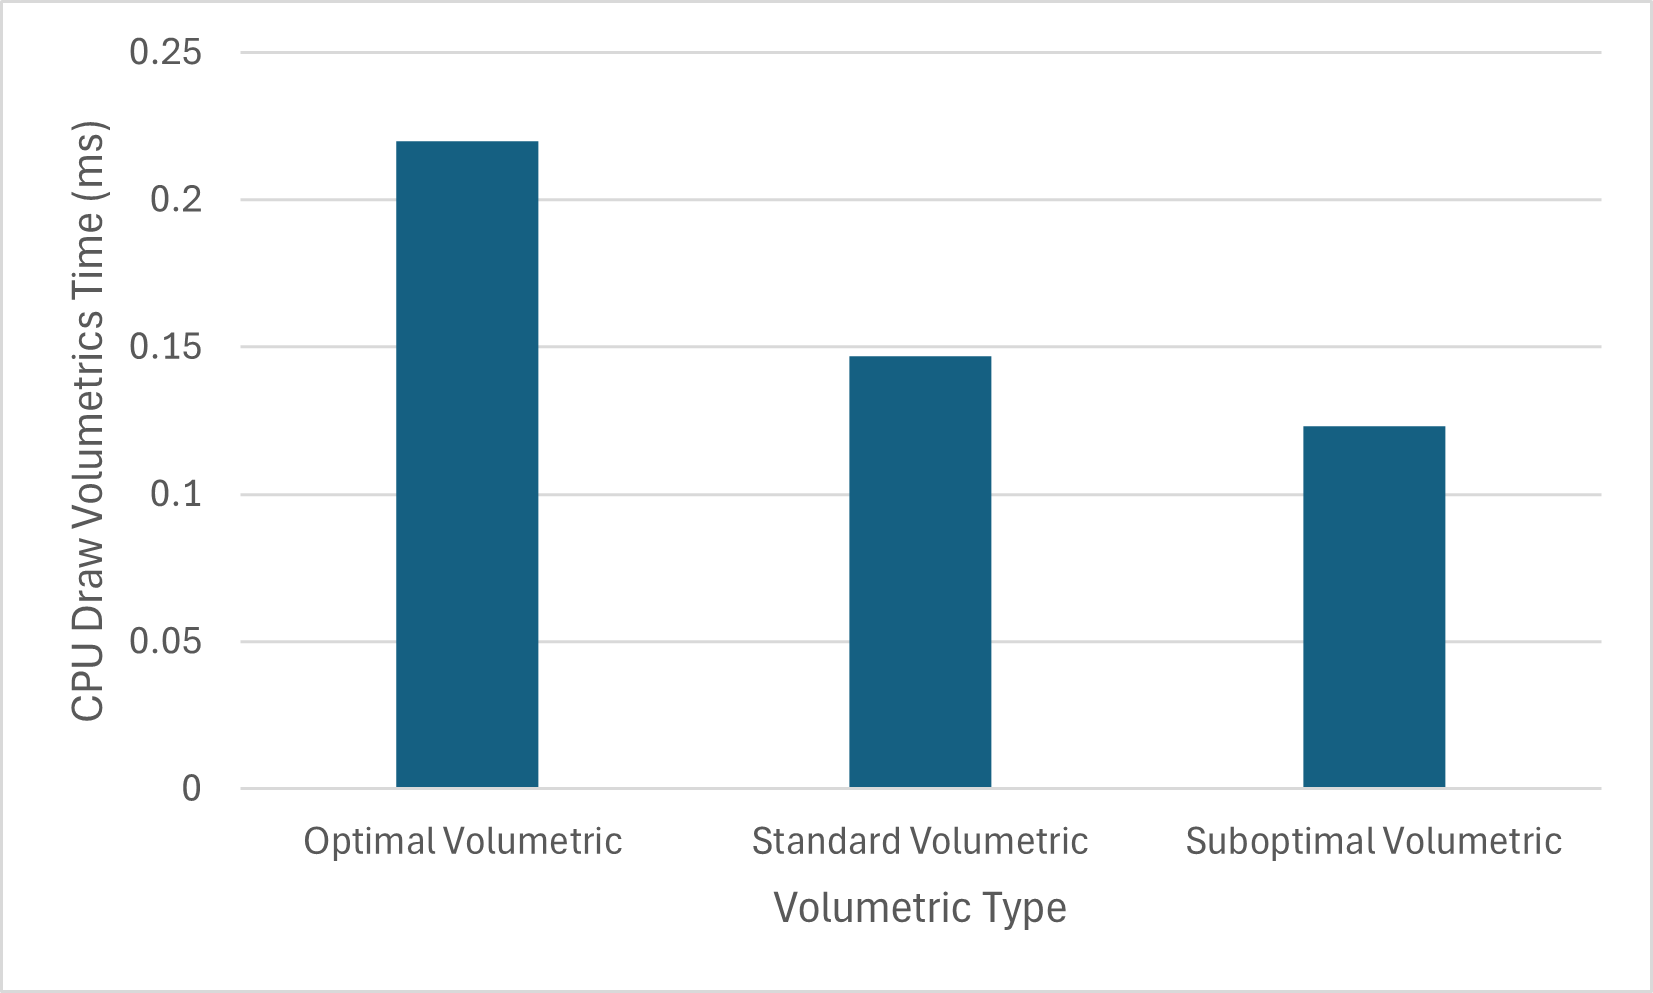 CPU Draw Volumetrics Time (ms)
0.25
0.2
0.15
0.1
0.05
0
Optimal Volumetric
Standard Volumetric
Suboptimal Volumetric
Volumetric Type